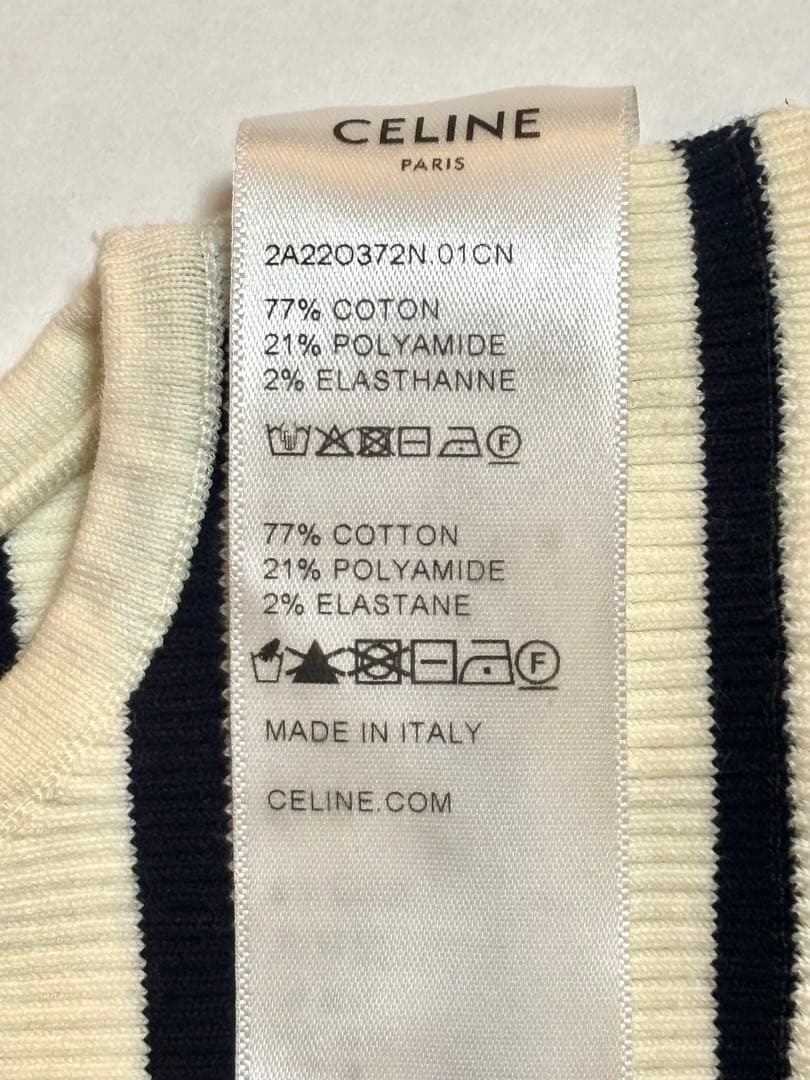 CELINE
PARIS
2A22O372N.01CN
77% COTON
21% POLYAMIDE
2% ELASTHANNE
F
77% COTTON
21% POLYAMIDE
2% ELASTANE
F
MADE IN ITALY
CELINE.COM